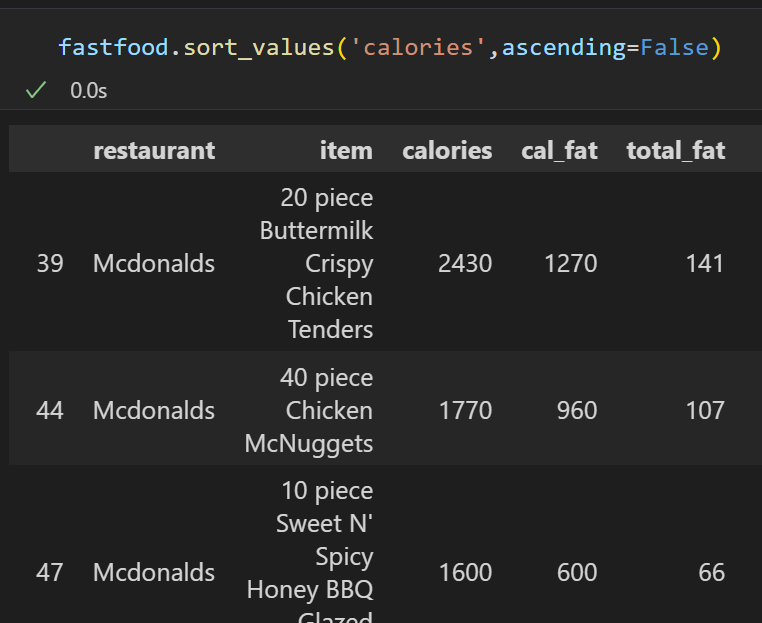 fastfood.sort_values('calories',ascending=False)
0.0s
restaurant item calories cal_fat total_fat
20 piece
Buttermilk
39 Mcdonalds Crispy 2430 1270 141
Chicken
Tenders
40 piece
44 Mcdonalds Chicken 1770 960 107
McNuggets
10 piece
Sweet N'
Spicy
47 Mcdonalds 1600 600 66
Honey BBQ
Glazed